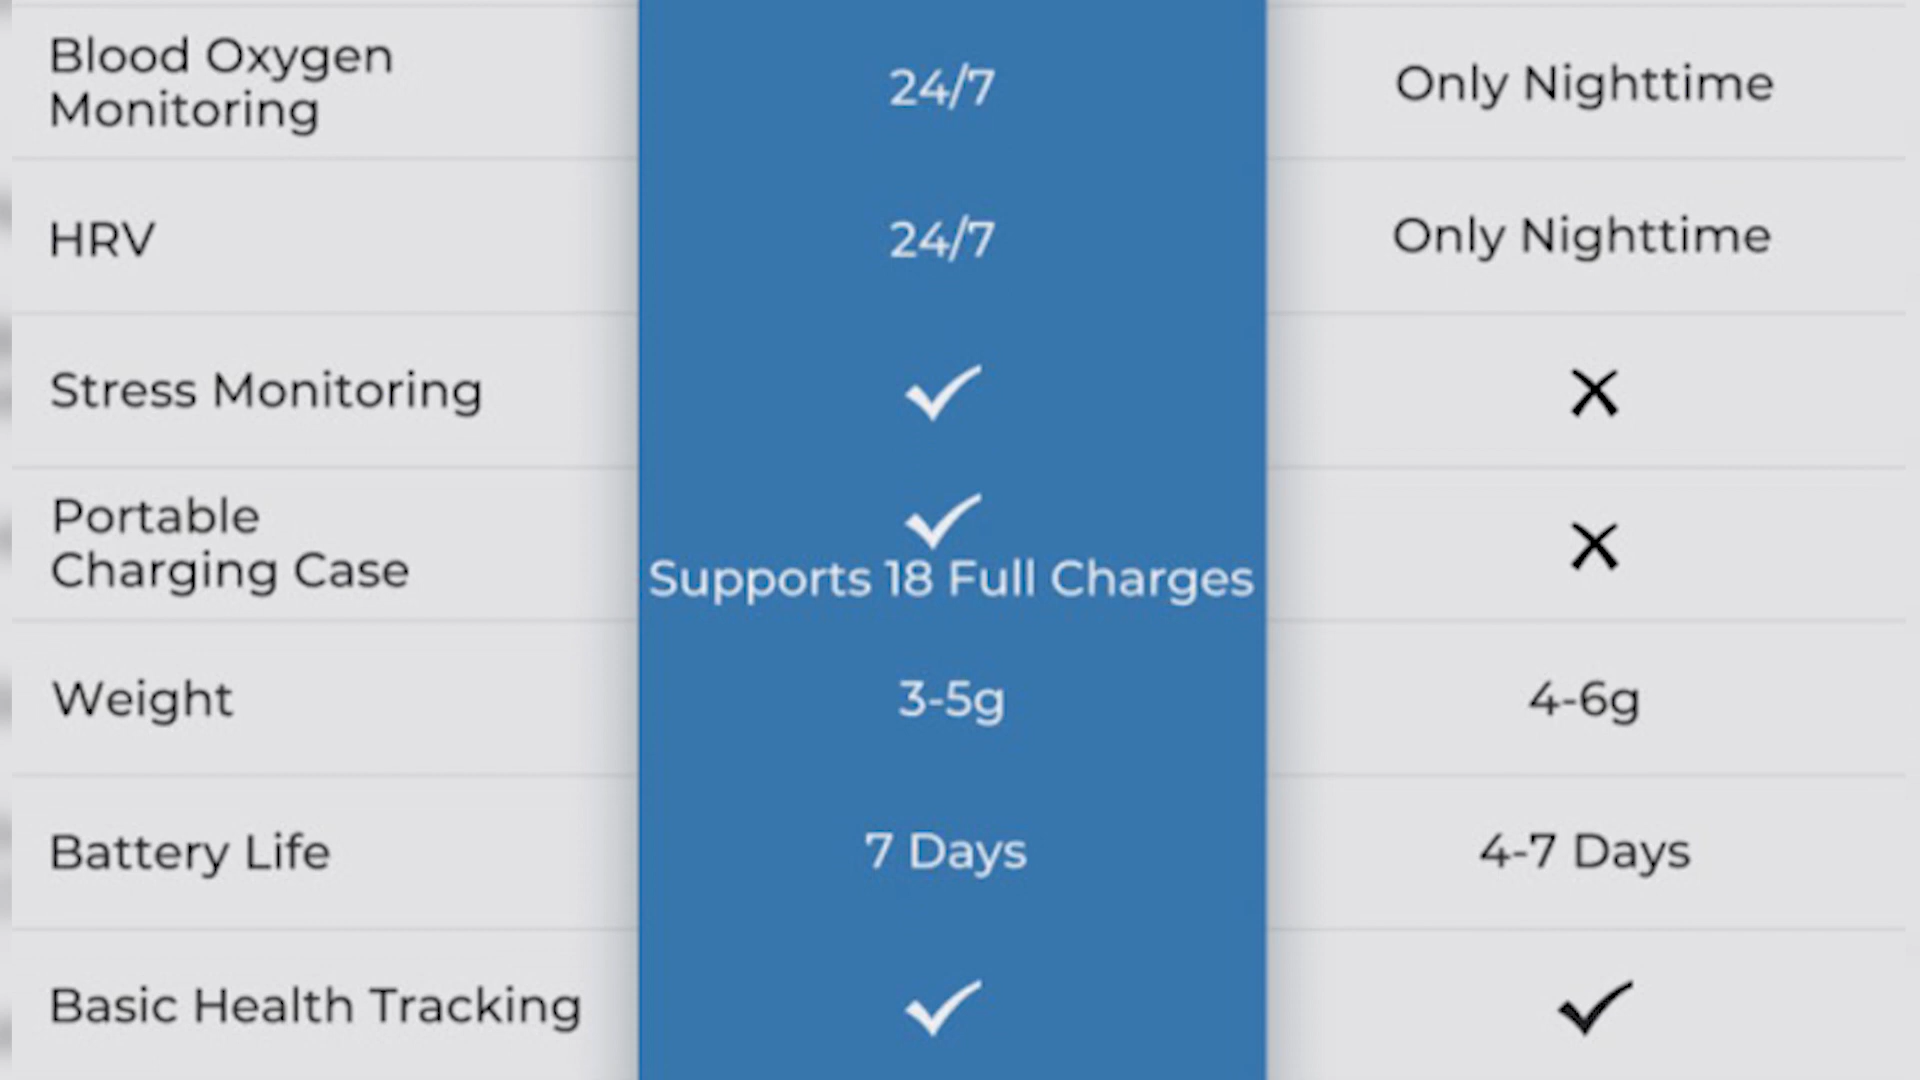 Blood Oxygen
Monitoring
24/7
Only Nighttime
HRV
24/7
Only Nighttime
Stress Monitoring
Portable
Charging Case
Supports 18 Full Charges
Weight
3-5g
4-6g
Battery Life
7 Days
4-7 Days
Basic Health Tracking